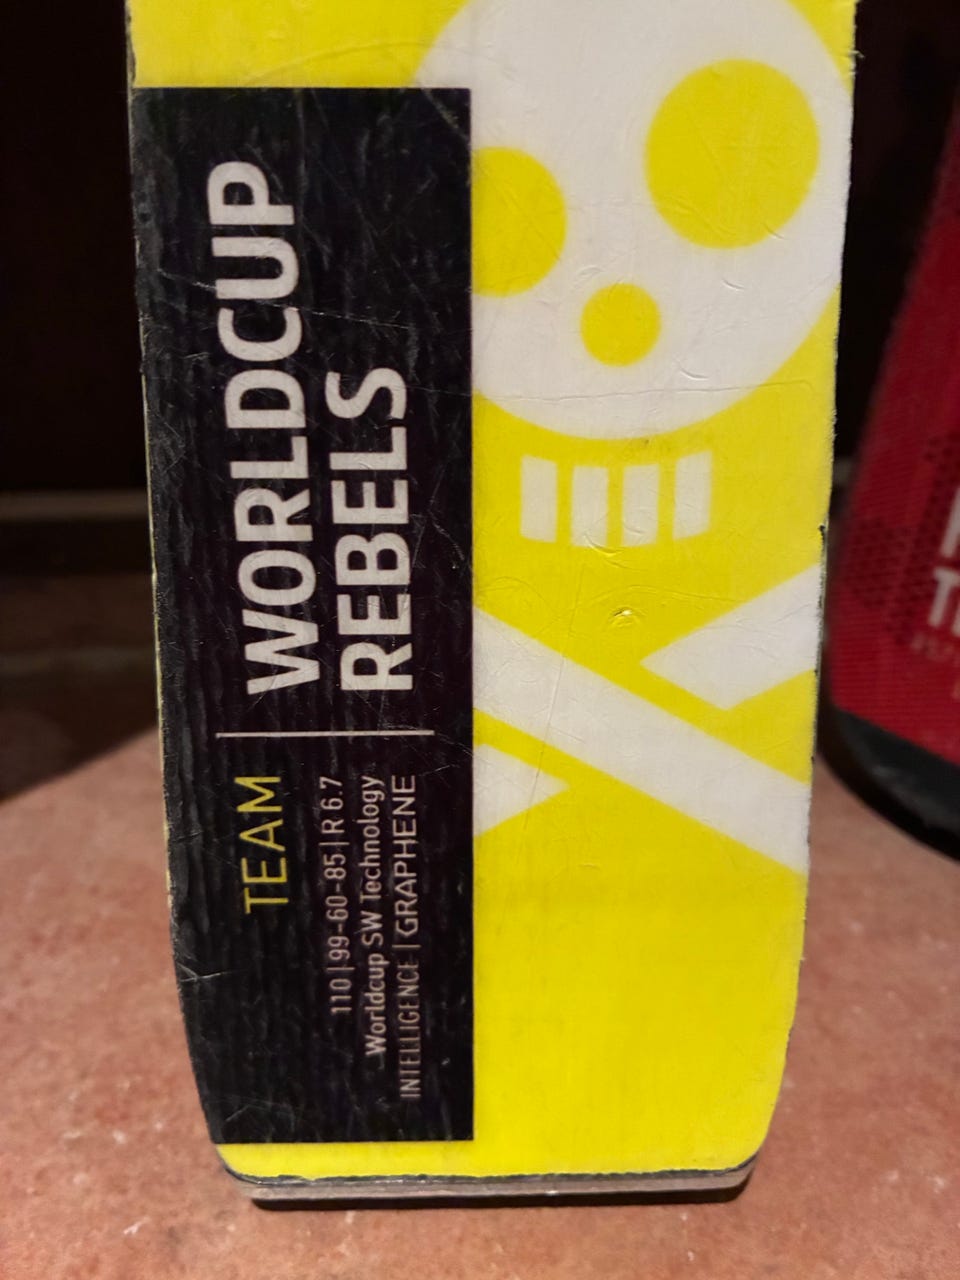 WORLDCUP
REBELS
TEAM
110|99-60-85|R 6.7
Worldcup SW Technology
INTELLIGENCE|GRAPHENE